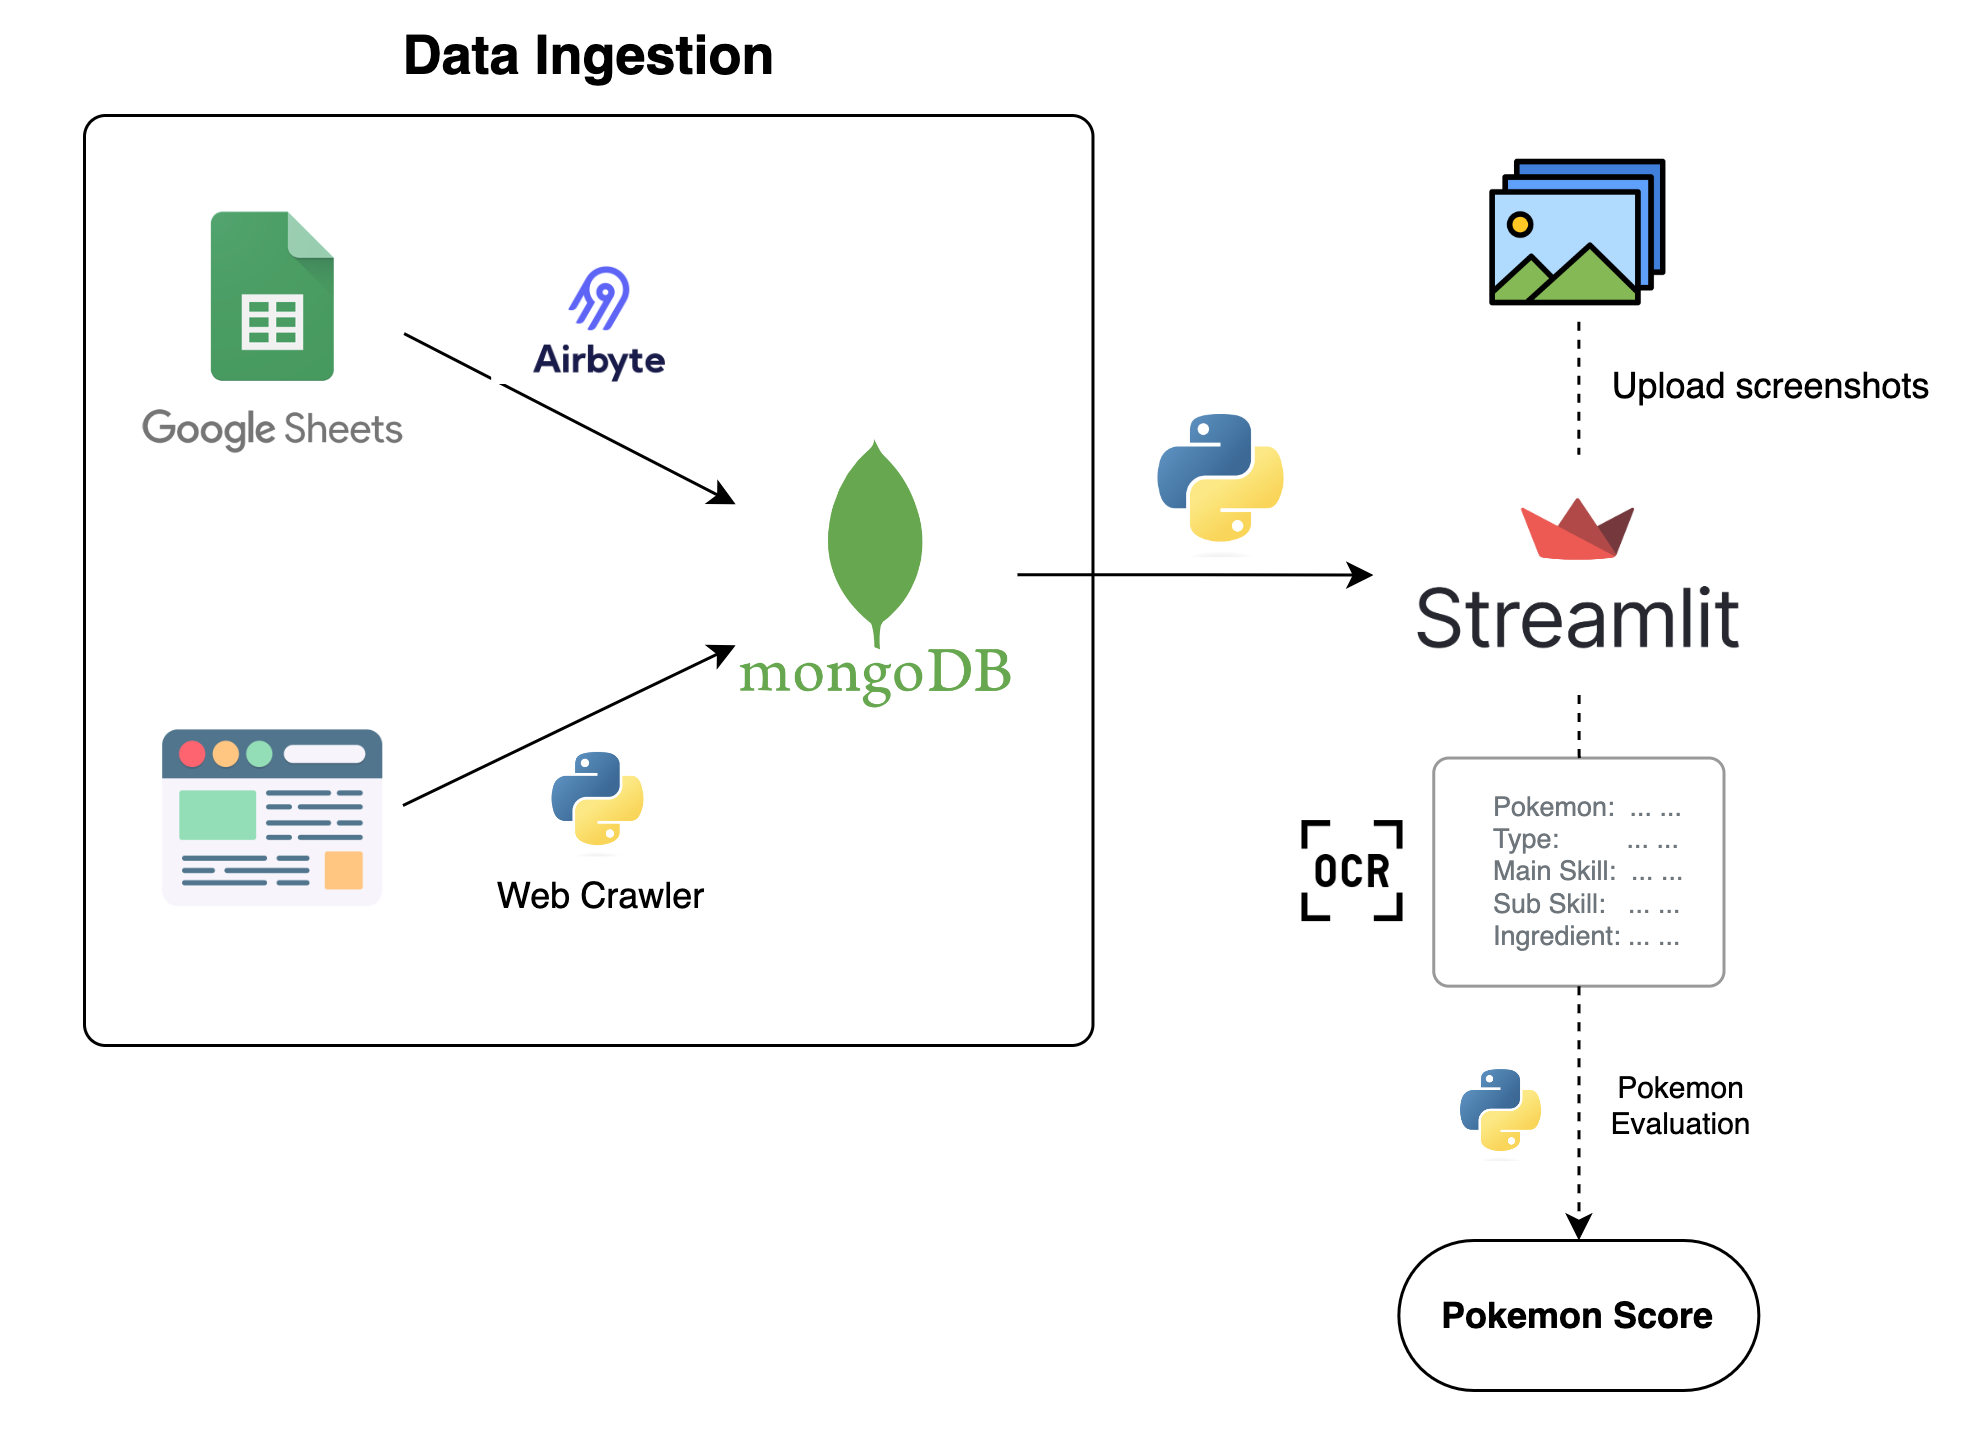 Data Ingestion
Google Sheets
Airbyte
mongoDB
Web Crawler
Upload screenshots
Streamlit
OCR
Pokemon: ... ...
Type: ... ...
Main Skill: ... ...
Sub Skill: ... ...
Ingredient: ... ...
Pokemon
Evaluation
Pokemon Score